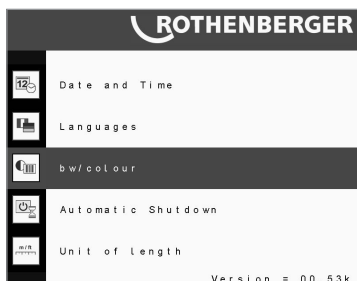 ROTHENBERGER
12
Date and Time
Languages
bw/colour
Automatic Shutdown
m/ft
Unit of length
Version = 00.53k